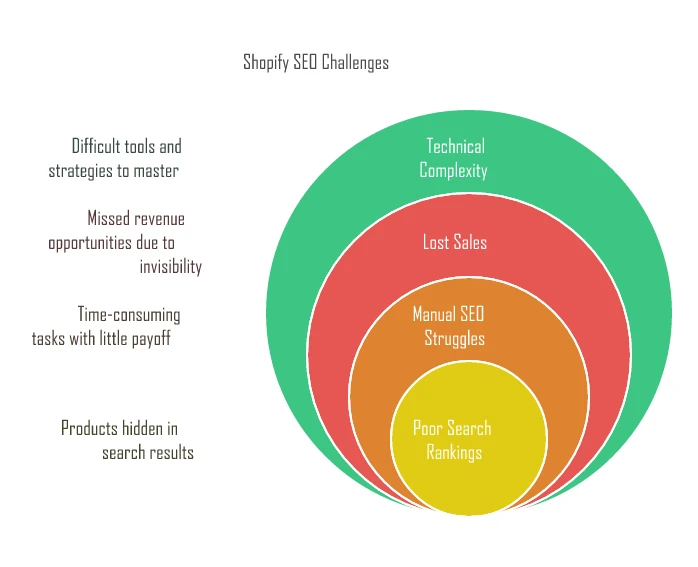 Shopify SEO Challenges
Difficult tools and
strategies to master
Technical
Complexity
Missed revenue
opportunities due to
invisibility
Lost Sales
Time-consuming
tasks with little payoff
Manual SEO
Struggles
Products hidden in
search results
Poor Search
Rankings